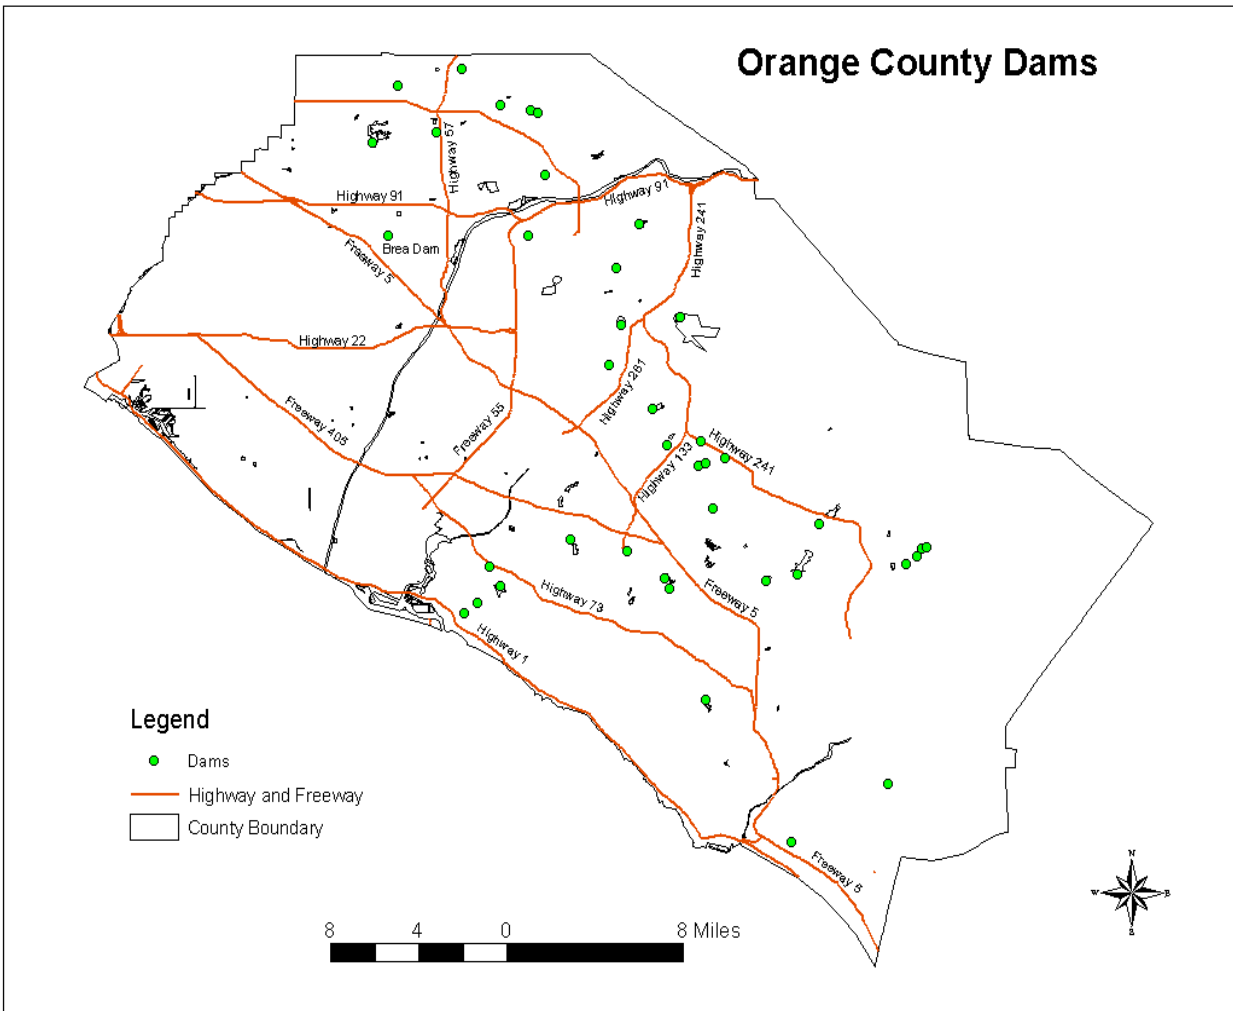 Orange County Dams
Highway 57
Highway 91
Highway 91
Highway 241
Brea Dam
Freeway 5
Highway 22
Highway 261
Freeway 405
Freeway 55
Highway 241
Highway 133
Highway 73
Freeway 5
Highway 1
Legend
Dams
Highway and Freeway
County Boundary
Freeway 5
N
W
E
S
8 4 0 8 Miles